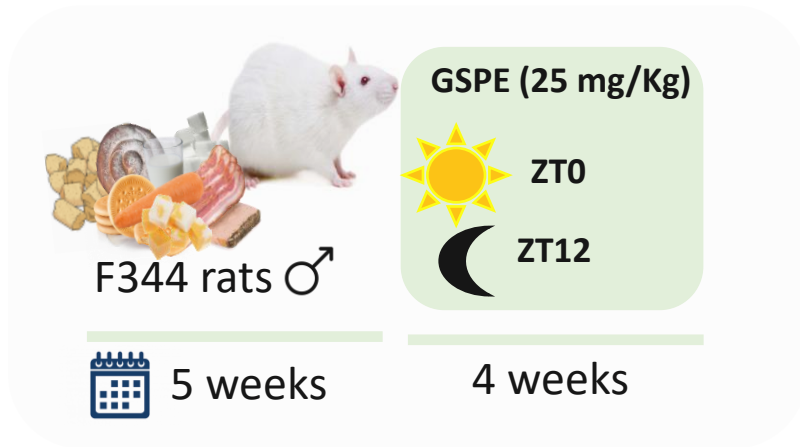 GSPE (25 mg/Kg)
ZT0
ZT12
F344 rats ♂
5 weeks
4 weeks